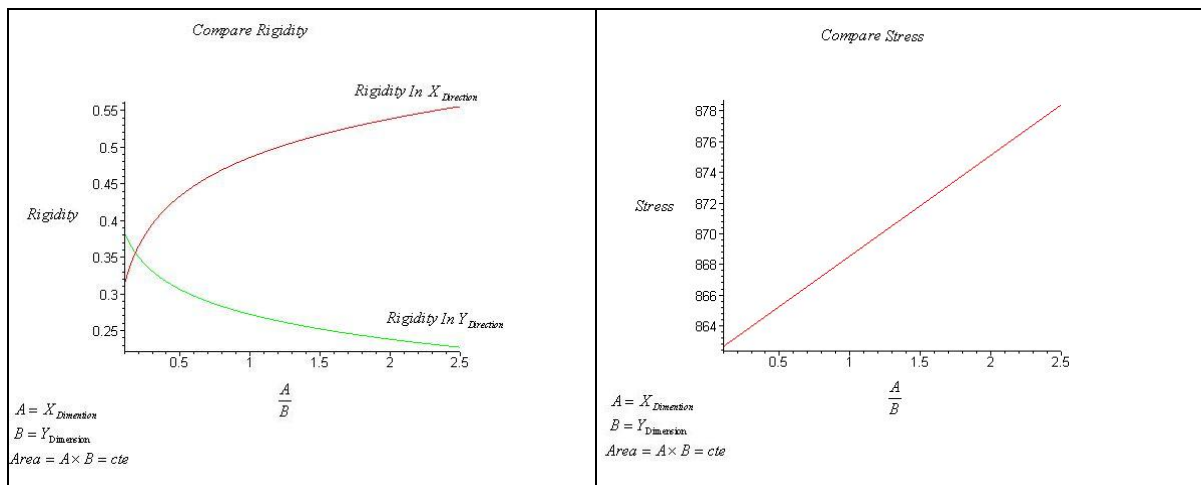 Compare Rigidity
Rigidity In X Direction
0.55
0.5
0.45
Rigidity
0.4
0.35
0.3
0.25
Rigidity In Y Direction
0.5 1 1.5 2 2.5
A
B
A = X Dimention
B = Y Dimension
Area = A × B = cte
Compare Stress
878
876
874
Stress
872
870
868
866
864
0.5 1 1.5 2 2.5
A
B
A = X Dimention
B = Y Dimension
Area = A × B = cte